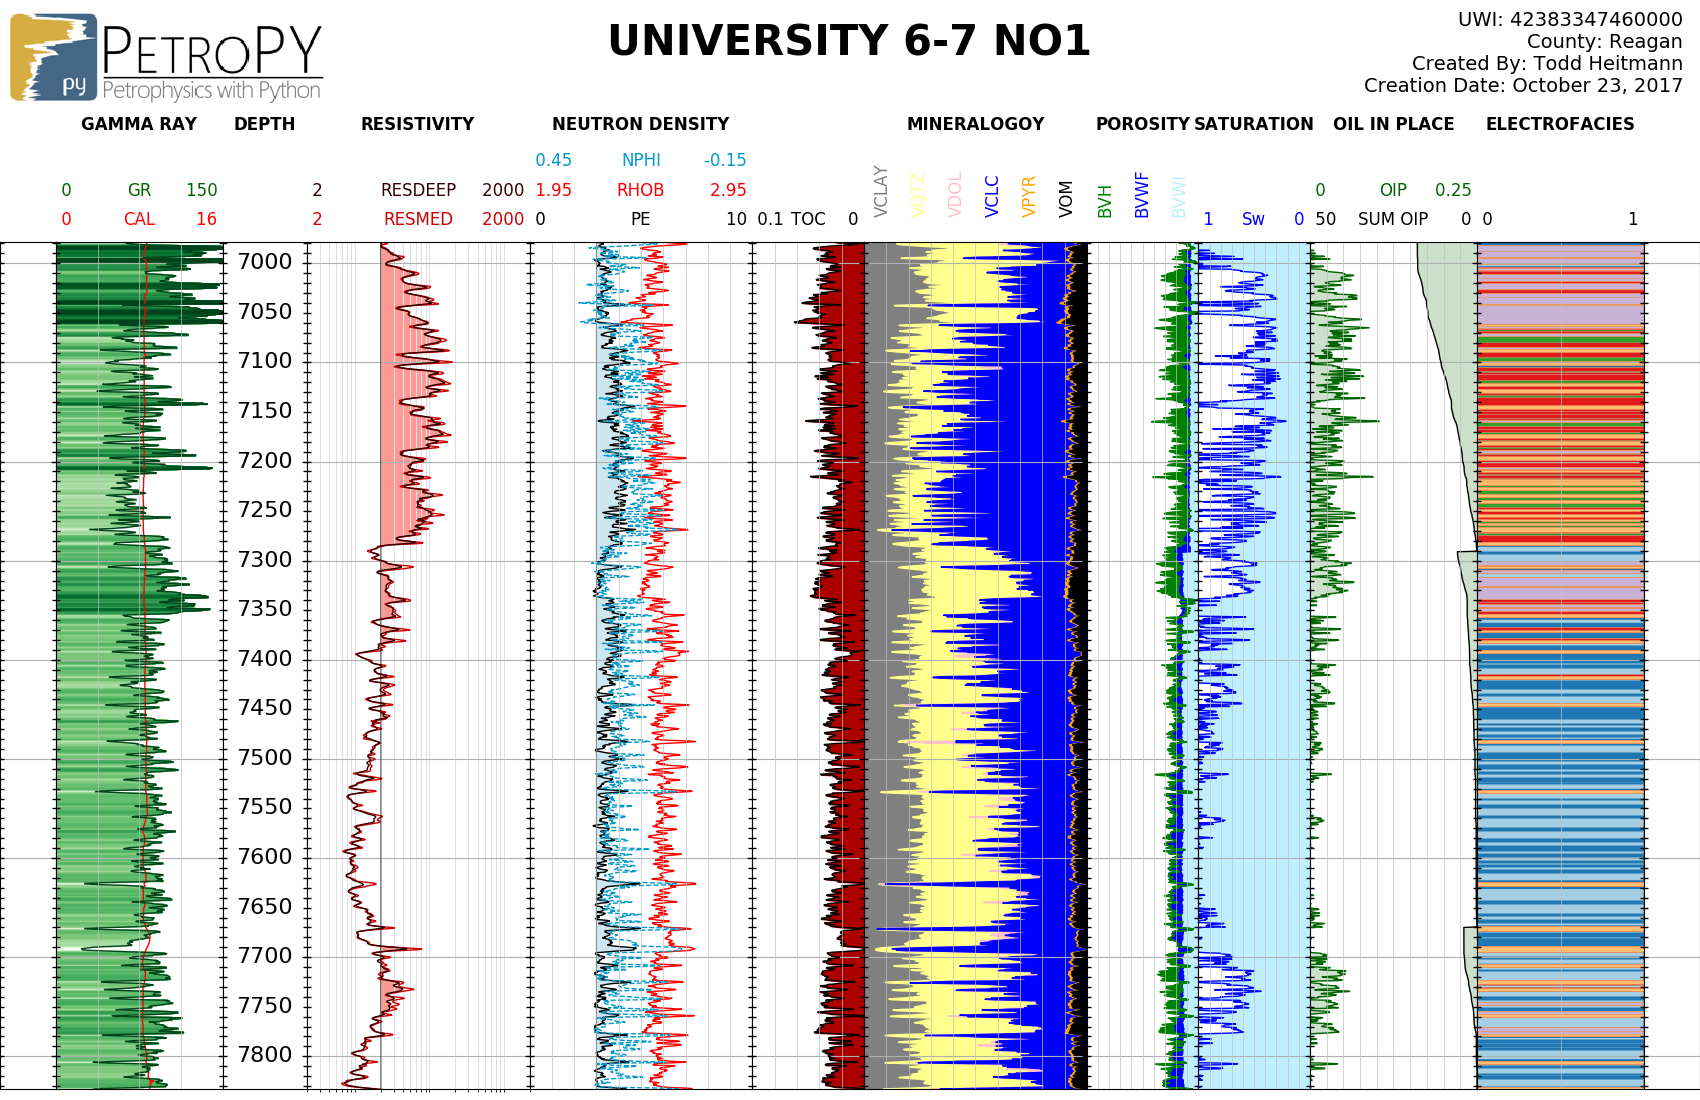 PETROPY
py
Petrophysics with Python
UNIVERSITY 6-7 NO1
UWI: 42383347460000
County: Reagan
Created By: Todd Heitmann
Creation Date: October 23, 2017
GAMMA RAY DEPTH RESISTIVITY NEUTRON DENSITY MINERALOGOY POROSITY SATURATION OIL IN PLACE ELECTROFACIES
0.45 NPHI -0.15
0 GR 150 2 RESDEEP 2000 1.95 RHOB 2.95 0 OIP 0.25
0 CAL 16 2 RESMED 2000 0 PE 10 0.1 TOC 0 1 Sw 0 50 SUM OIP 0 0 1
VCLAY
VQTZ
VDOL
VCLC
VPYR
VOM
BVH
BVWF
BVWI
7000
7050
7100
7150
7200
7250
7300
7350
7400
7450
7500
7550
7600
7650
7700
7750
7800